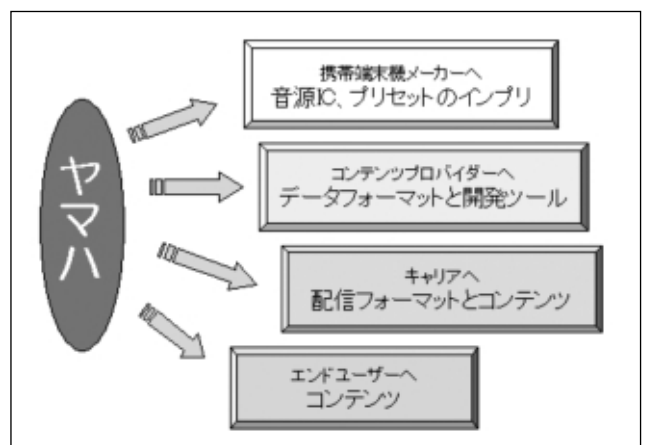 ヤマハ
携帯端末機メーカーへ
音源IC、プリセットのインプリ
コンテンツプロバイダーへ
データフォーマットと開発ツール
キャリアへ
配信フォーマットとコンテンツ
エンドユーザーへ
コンテンツ